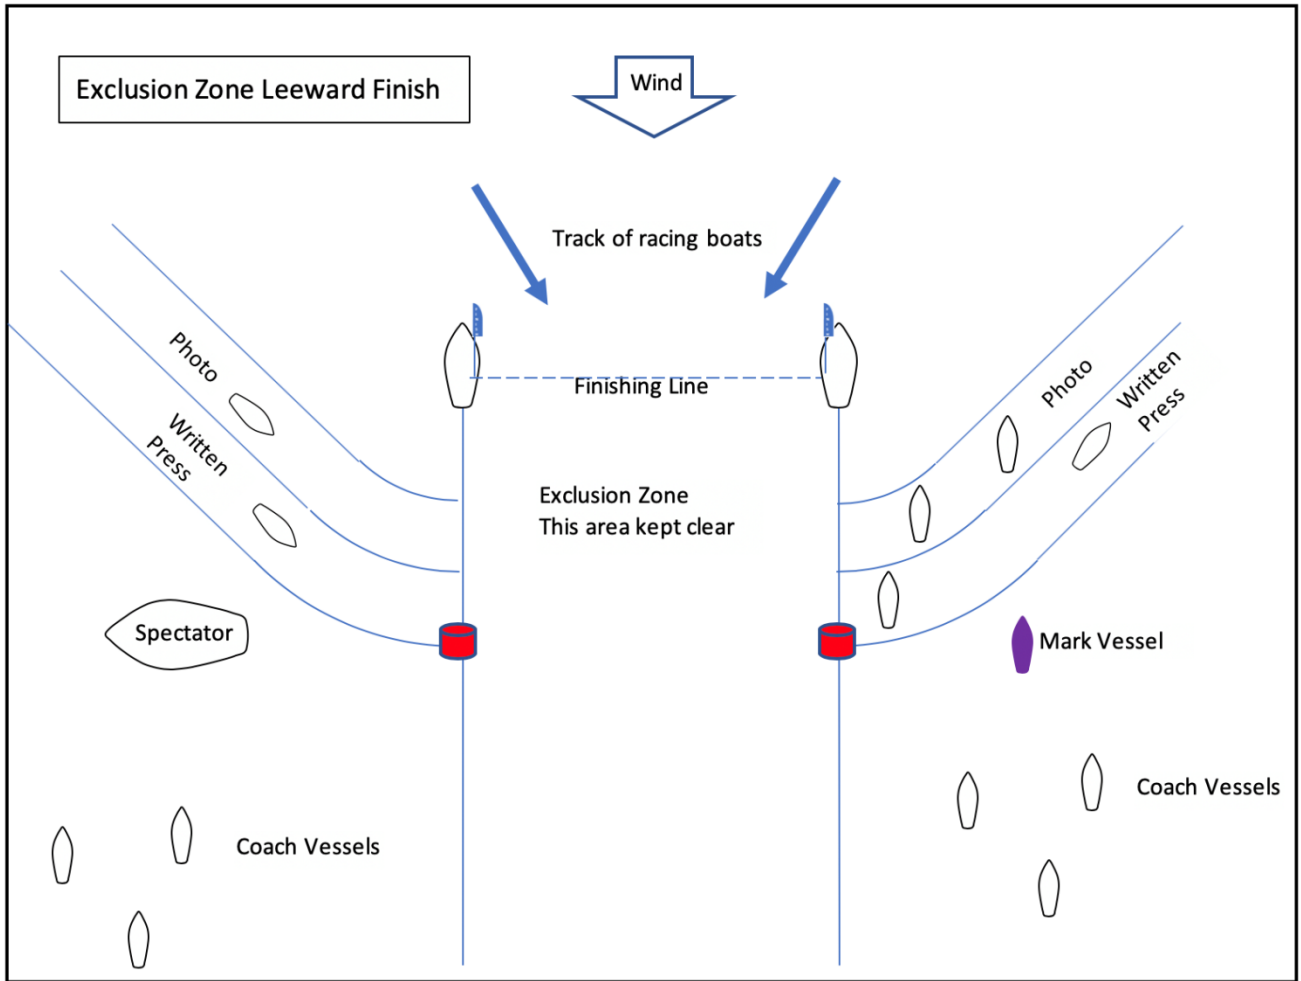 Exclusion Zone Leeward Finish
Wind
Track of racing boats
Photo
Written
Press
Finishing Line
Photo
Written
Press
Exclusion Zone
This area kept clear
Spectator
Mark Vessel
Coach Vessels
Coach Vessels